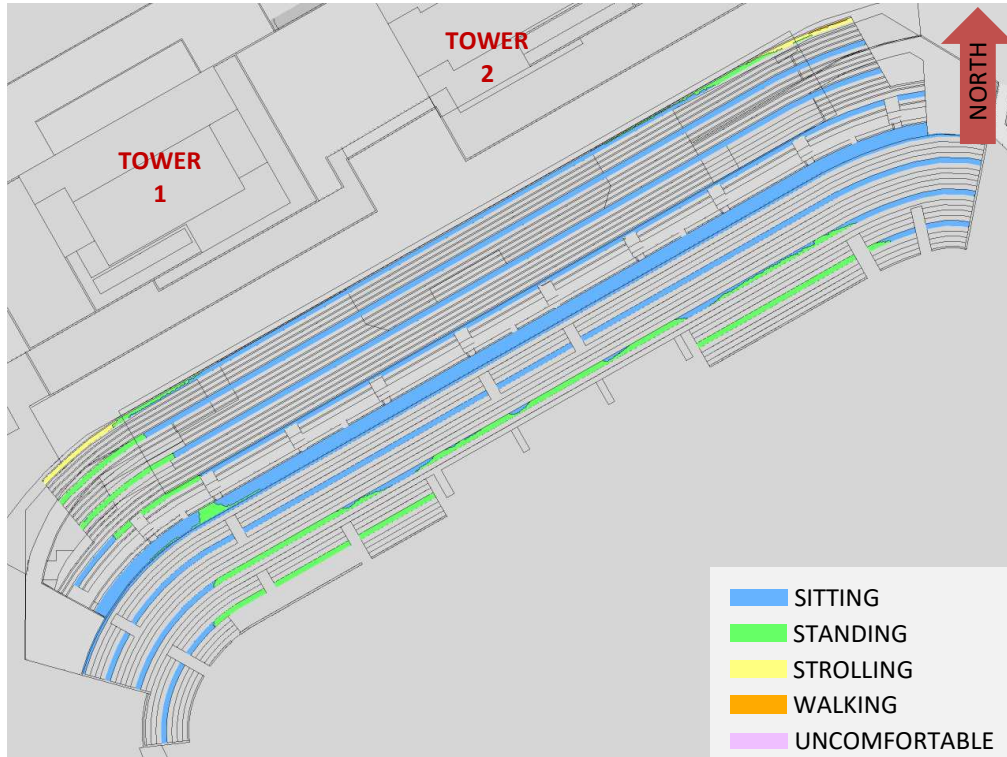 TOWER
2
NORTH
TOWER
1
SITTING
STANDING
STROLLING
WALKING
UNCOMFORTABLE